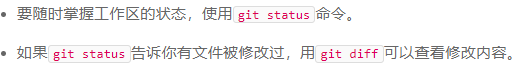 要随时掌握工作区的状态，使用git status命令。
如果git status告诉你有文件被修改过，用git diff可以查看修改内容。